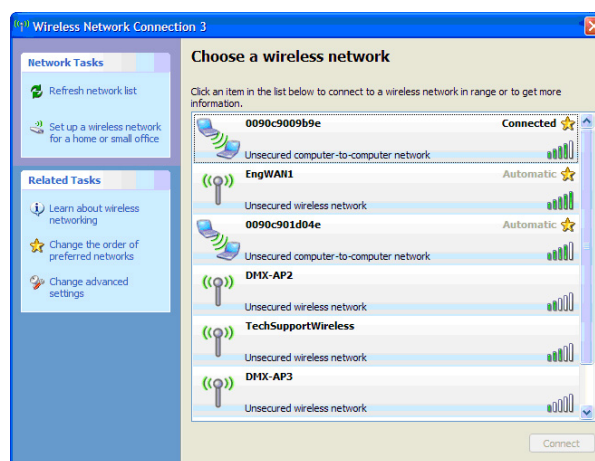 Wireless Network Connection 3
Network Tasks
Refresh network list
Set up a wireless network
for a home or small office
Related Tasks
Learn about wireless
networking
Change the order of
preferred networks
Change advanced
settings
Choose a wireless network
Click an item in the list below to connect to a wireless network in range or to get more
information.
0090c9009b9e Connected
Unsecured computer-to-computer network
EngWAN1 Automatic
Unsecured wireless network
0090c901d04e Automatic
Unsecured computer-to-computer network
DMX-AP2
Unsecured wireless network
TechSupportWireless
Unsecured wireless network
DMX-AP3
Unsecured wireless network
Connect